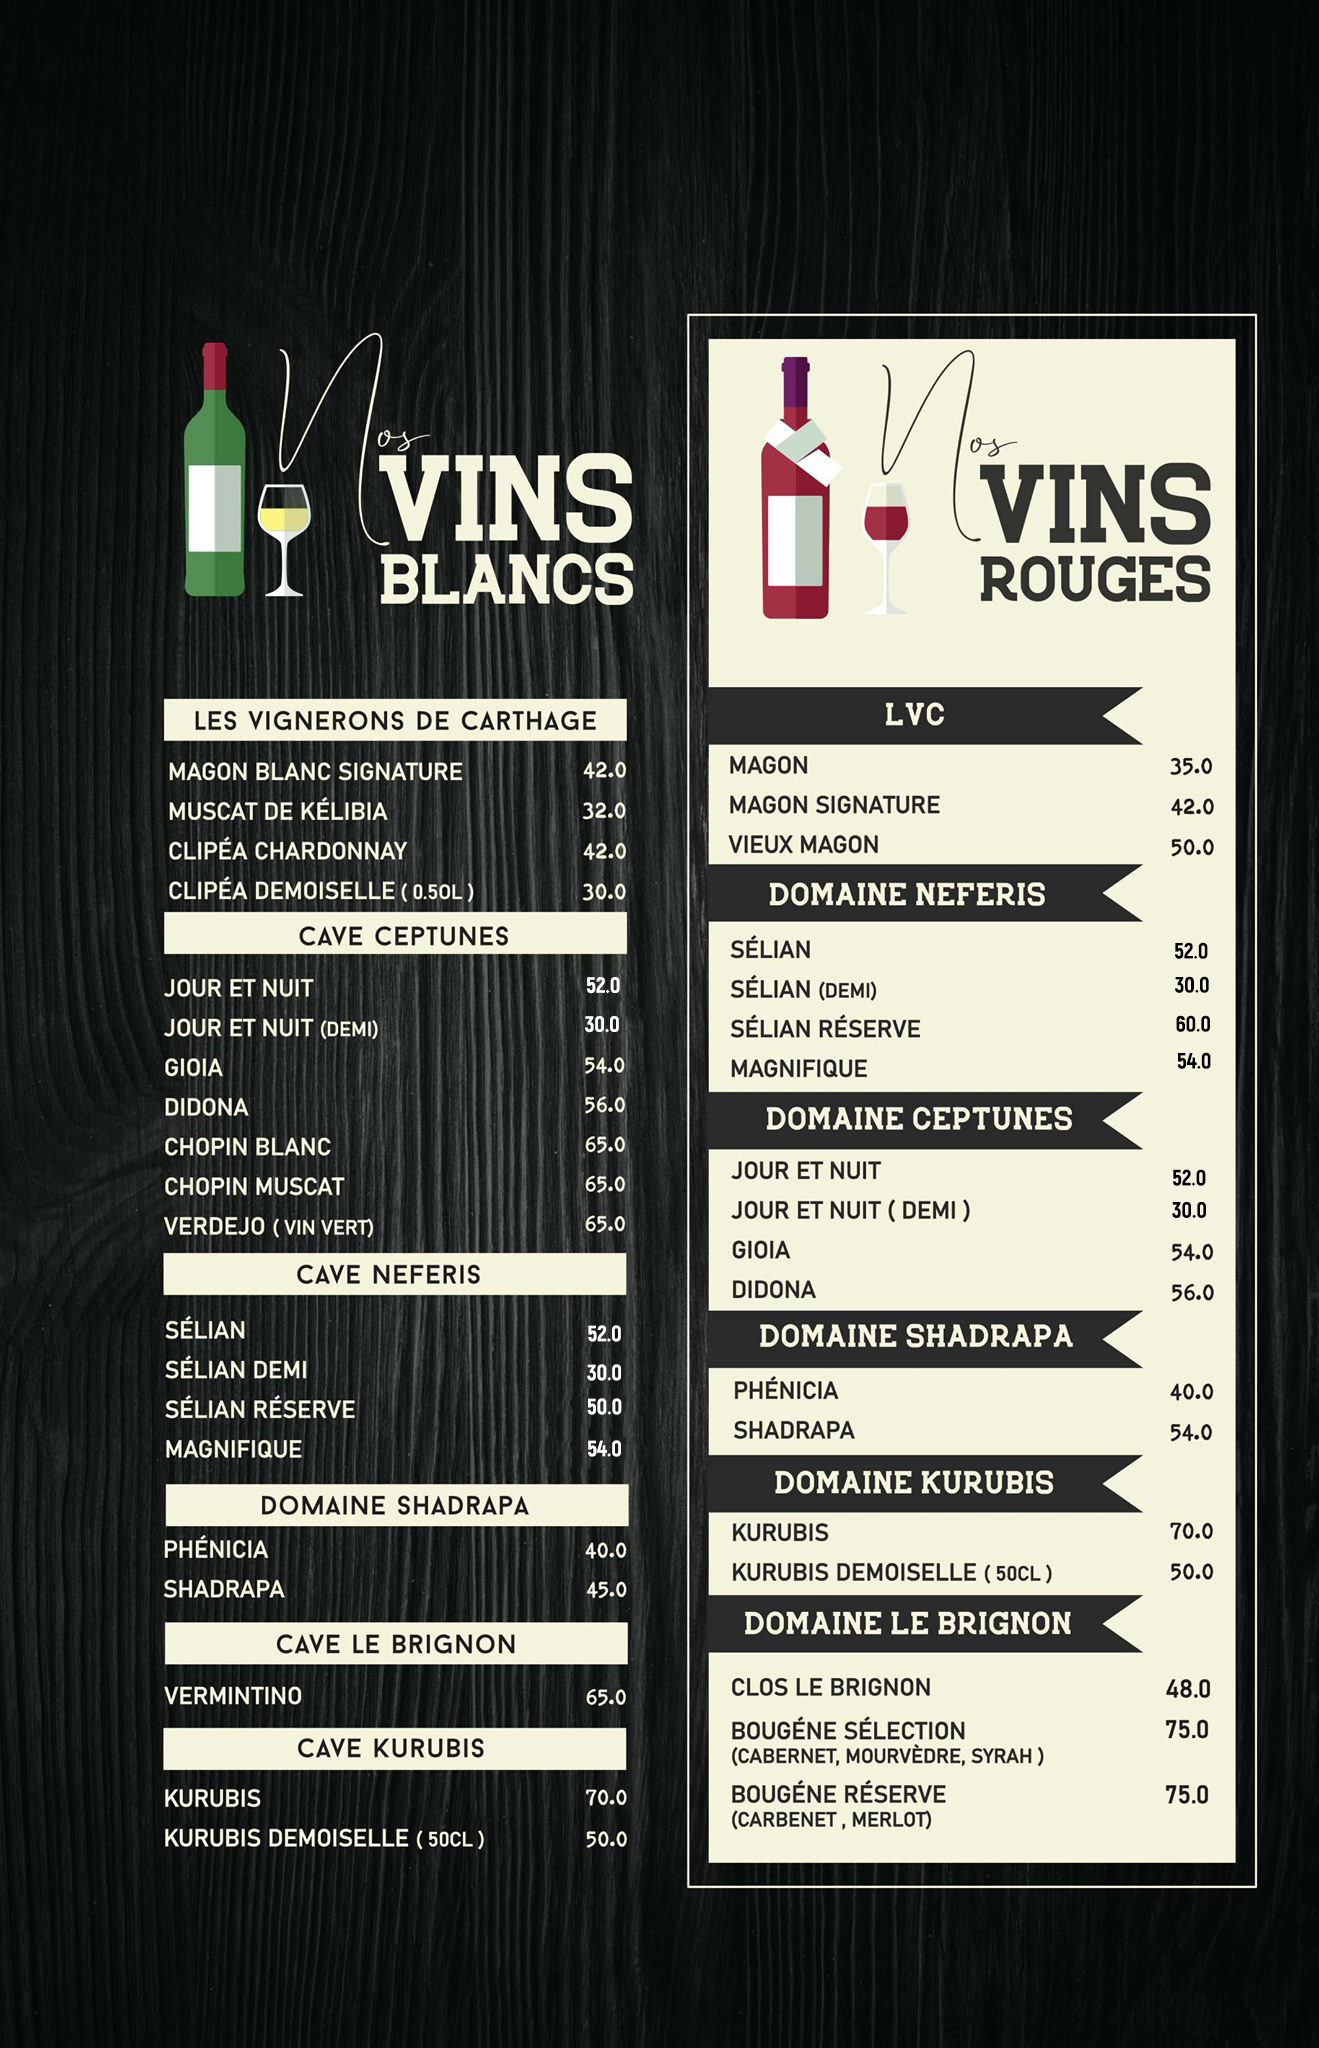 Nos
VINS
BLANCS
LES VIGNERONS DE CARTHAGE
MAGON BLANC SIGNATURE 42.0
MUSCAT DE KÉLIBIA 32.0
CLIPÉA CHARDONNAY 42.0
CLIPÉA DEMOISELLE ( 0.50L ) 30.0
CAVE CEPTUNES
JOUR ET NUIT 52.0
JOUR ET NUIT (DEMI) 30.0
GIOIA 54.0
DIDONA 56.0
CHOPIN BLANC 65.0
CHOPIN MUSCAT 65.0
VERDEJO ( VIN VERT) 65.0
CAVE NEFERIS
SÉLIAN 52.0
SÉLIAN DEMI 30.0
SÉLIAN RÉSERVE 50.0
MAGNIFIQUE 54.0
DOMAINE SHADRAPA
PHÉNICIA 40.0
SHADRAPA 45.0
CAVE LE BRIGNON
VERMINTINO 65.0
CAVE KURUBIS
KURUBIS 70.0
KURUBIS DEMOISELLE ( 50CL ) 50.0
Nos
VINS
ROUGES
LVC
MAGON 35.0
MAGON SIGNATURE 42.0
VIEUX MAGON 50.0
DOMAINE NEFERIS
SÉLIAN 52.0
SÉLIAN (DEMI) 30.0
SÉLIAN RÉSERVE 60.0
MAGNIFIQUE 54.0
DOMAINE CEPTUNES
JOUR ET NUIT 52.0
JOUR ET NUIT ( DEMI ) 30.0
GIOIA 54.0
DIDONA 56.0
DOMAINE SHADRAPA
PHÉNICIA 40.0
SHADRAPA 54.0
DOMAINE KURUBIS
KURUBIS 70.0
KURUBIS DEMOISELLE ( 50CL ) 50.0
DOMAINE LE BRIGNON
CLOS LE BRIGNON 48.0
BOUGÉNE SÉLECTION 75.0
(CABERNET, MOURVÈDRE, SYRAH )
BOUGÉNE RÉSERVE 75.0
(CARBENET , MERLOT)